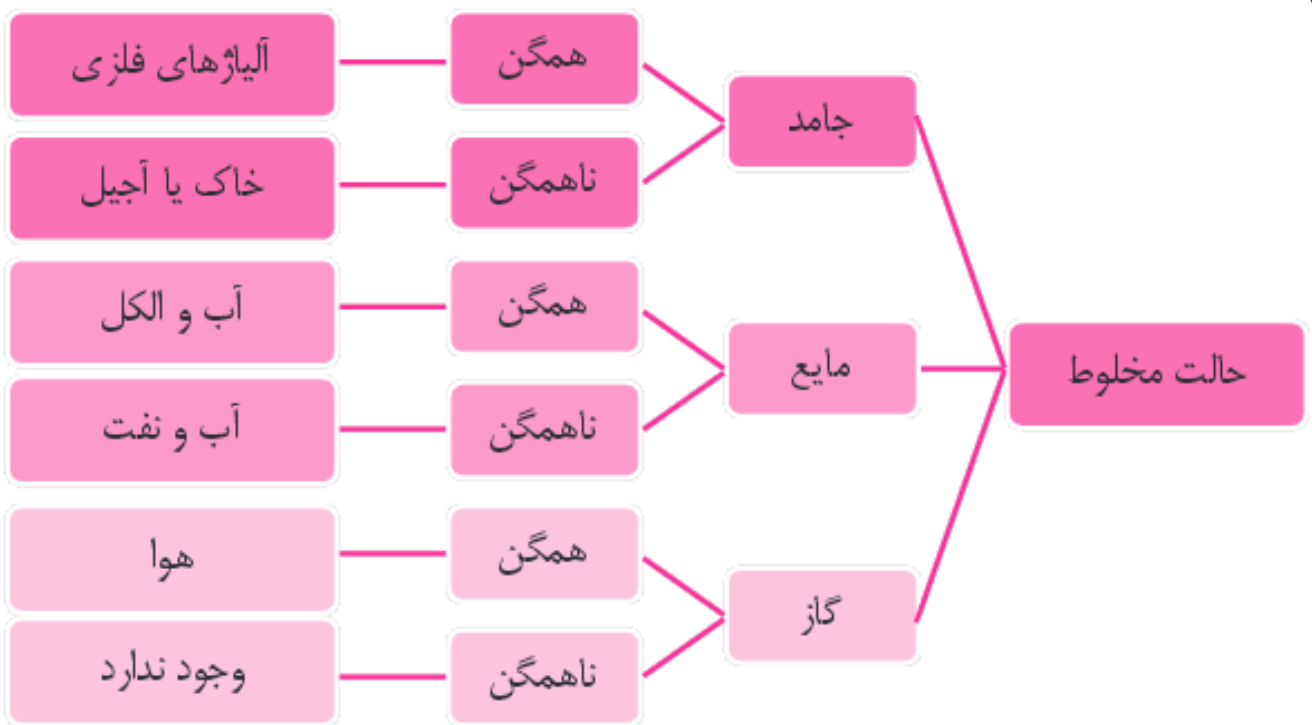 حالت مخلوط
جامد
همگن
آلیاژهای فلزی
ناهمگن
خاک یا آجیل
مایع
همگن
آب و الکل
ناهمگن
آب و نفت
گاز
همگن
هوا
ناهمگن
وجود ندارد